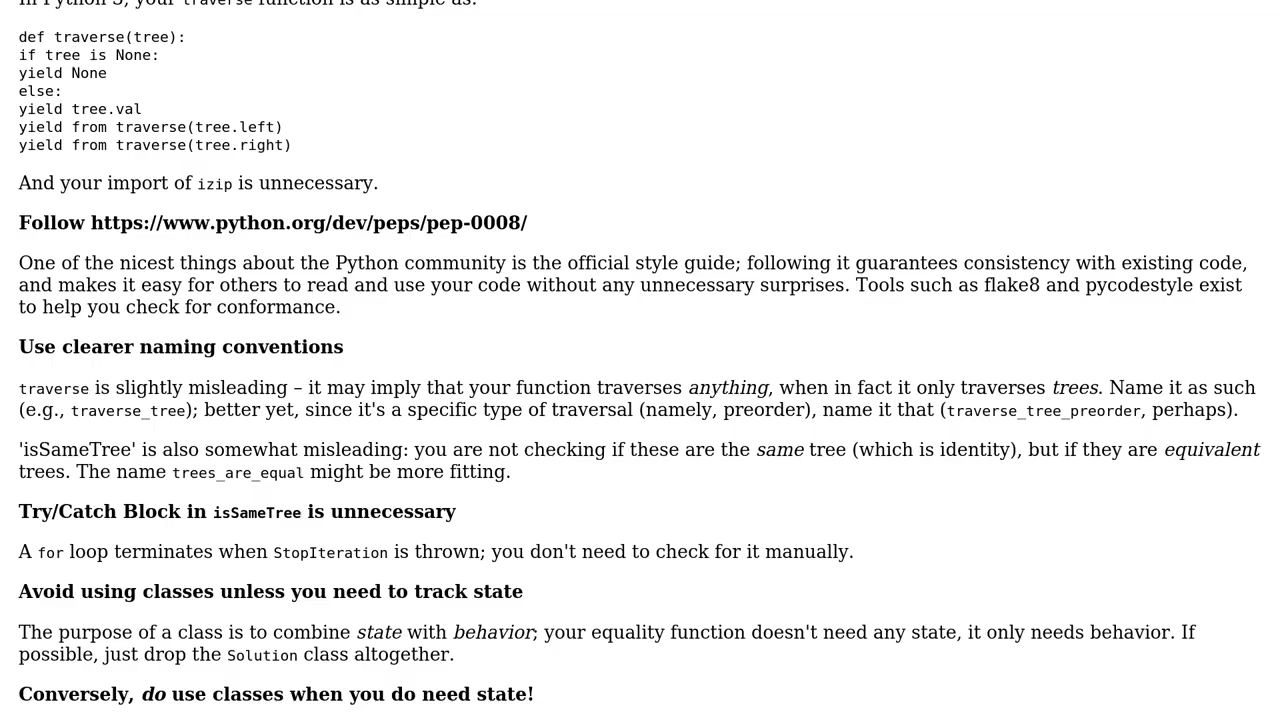 In Python 3, your traverse function is as simple as:
def traverse(tree):
if tree is None:
yield None
else:
yield tree.val
yield from traverse(tree.left)
yield from traverse(tree.right)
And your import of izip is unnecessary.
Follow https://www.python.org/dev/peps/pep-0008/
One of the nicest things about the Python community is the official style guide; following it guarantees consistency with existing code,
and makes it easy for others to read and use your code without any unnecessary surprises. Tools such as flake8 and pycodestyle exist
to help you check for conformance.
Use clearer naming conventions
traverse is slightly misleading – it may imply that your function traverses anything, when in fact it only traverses trees. Name it as such
(e.g., traverse_tree); better yet, since it's a specific type of traversal (namely, preorder), name it that (traverse_tree_preorder, perhaps).
'isSameTree' is also somewhat misleading: you are not checking if these are the same tree (which is identity), but if they are equivalent
trees. The name trees_are_equal might be more fitting.
Try/Catch Block in isSameTree is unnecessary
A for loop terminates when StopIteration is thrown; you don't need to check for it manually.
Avoid using classes unless you need to track state
The purpose of a class is to combine state with behavior; your equality function doesn't need any state, it only needs behavior. If
possible, just drop the Solution class altogether.
Conversely, do use classes when you do need state!